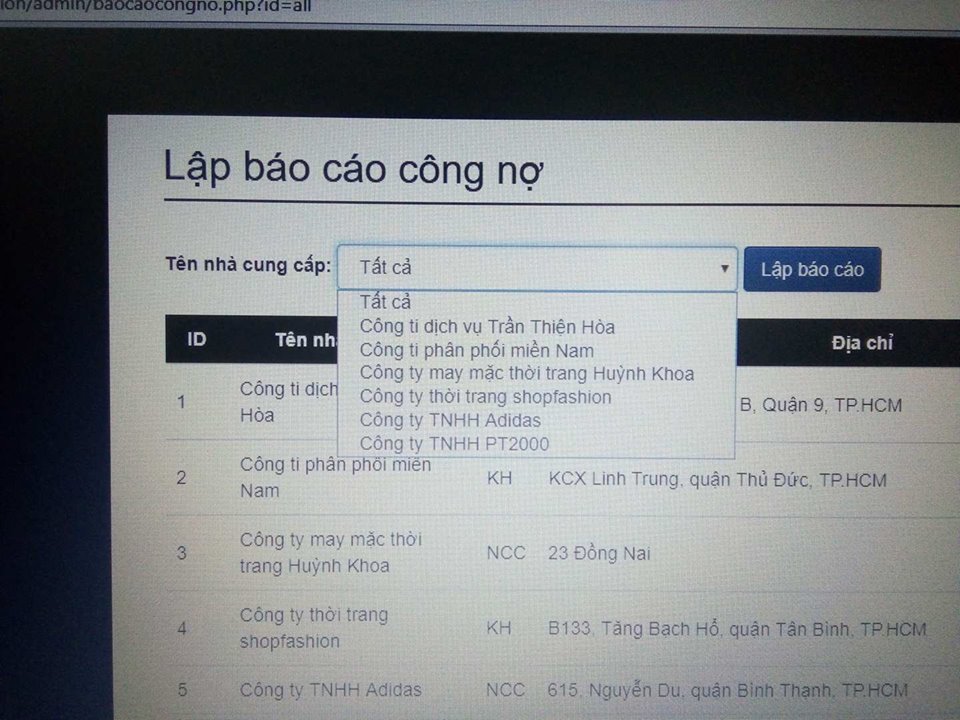 ion/admin/baocaocongno.php?id=all
Lập báo cáo công nợ
Tên nhà cung cấp:
Tất cả
Lập báo cáo
Tất cả
Công ti dịch vụ Trần Thiên Hòa
Công ti phân phối miền Nam
Công ty may mặc thời trang Huỳnh Khoa
Công ty thời trang shopfashion
Công ty TNHH Adidas
Công ty TNHH PT2000
ID Tên Địa chỉ
1 Công ti dịch B, Quận 9, TP.HCM
Hòa
2 Công ti phân phối miền KH KCX Linh Trung, quận Thủ Đức, TP.HCM
Nam
3 Công ty may mặc thời NCC 23 Đồng Nai
trang Huỳnh Khoa
4 Công ty thời trang KH B133, Tăng Bạch Hổ, quận Tân Bình, TP.HCM
shopfashion
5 Công ty TNHH Adidas NCC 615, Nguyễn Du, quận Bình Thạnh, TP.HCM